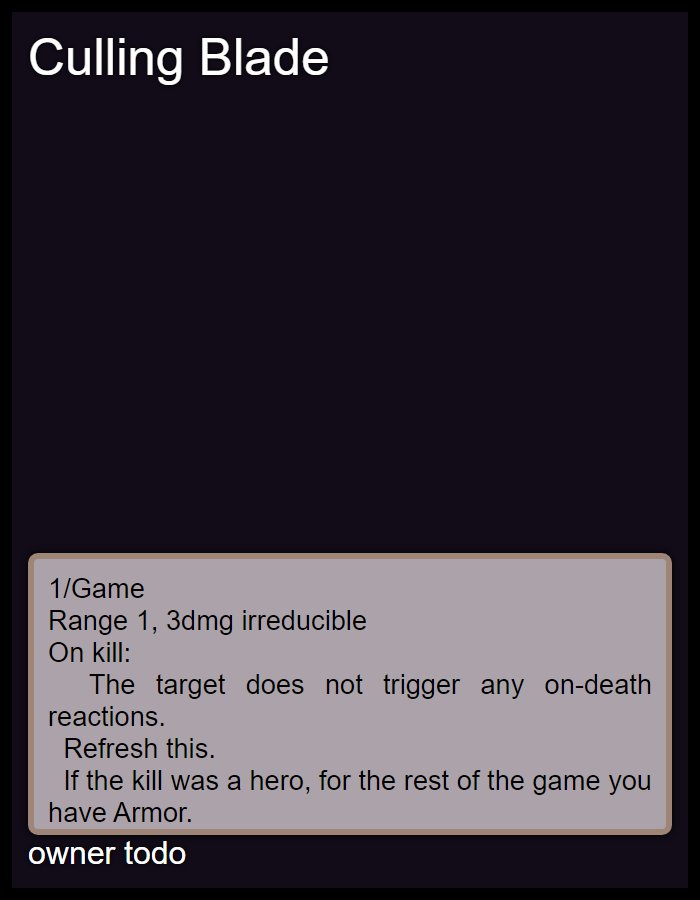 Culling Blade
1/Game
Range 1, 3dmg irreducible
On kill:
The target does not trigger any on-death
reactions.
Refresh this.
If the kill was a hero, for the rest of the game you
have Armor.
owner todo